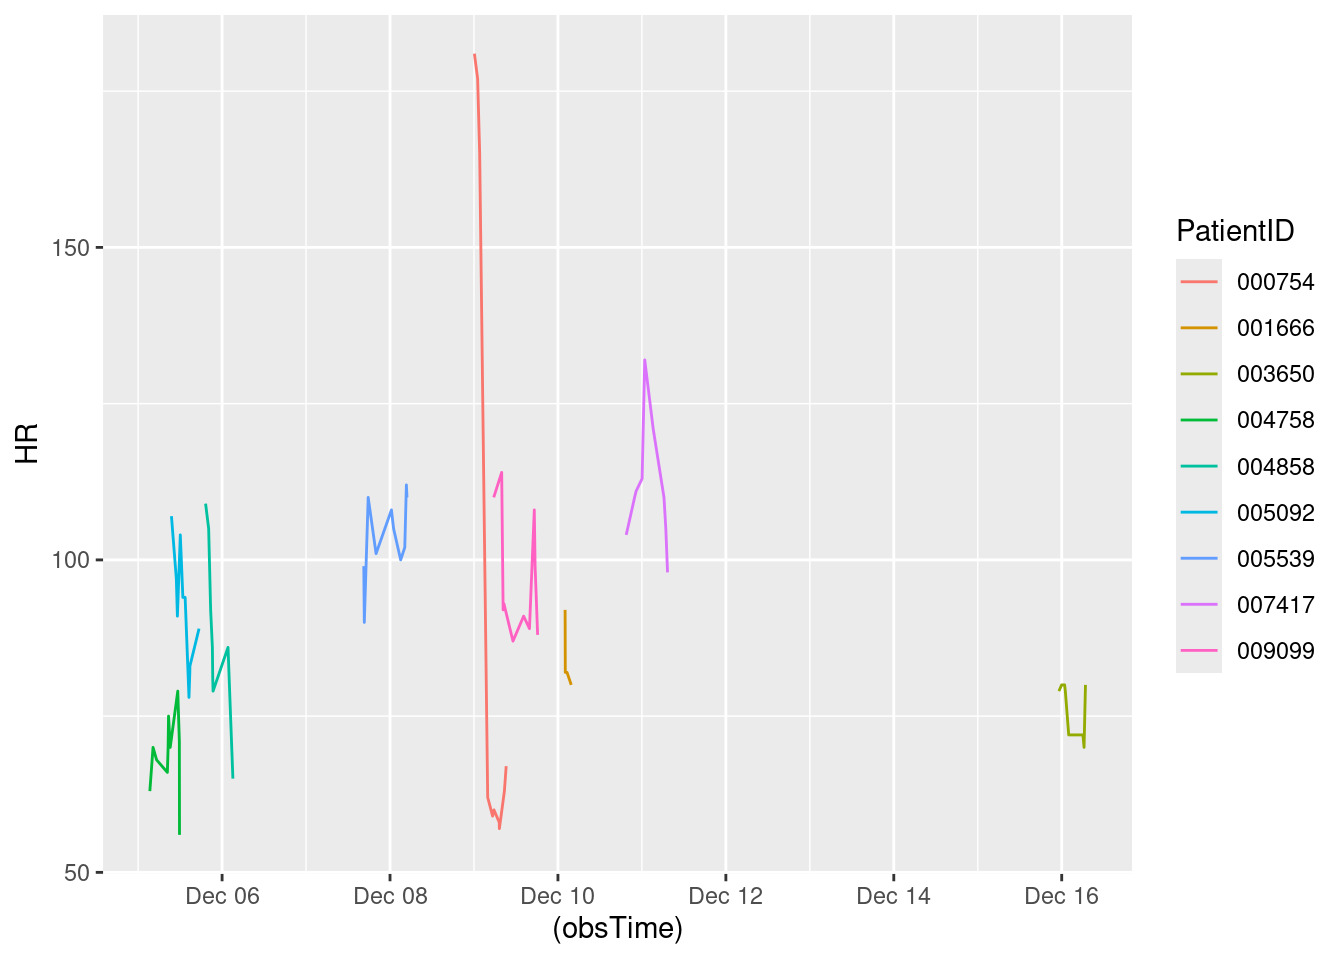 HR
150
100
50
Dec 06
Dec 08
Dec 10
Dec 12
Dec 14
Dec 16
(obsTime)
PatientID
000754
001666
003650
004758
004858
005092
005539
007417
009099